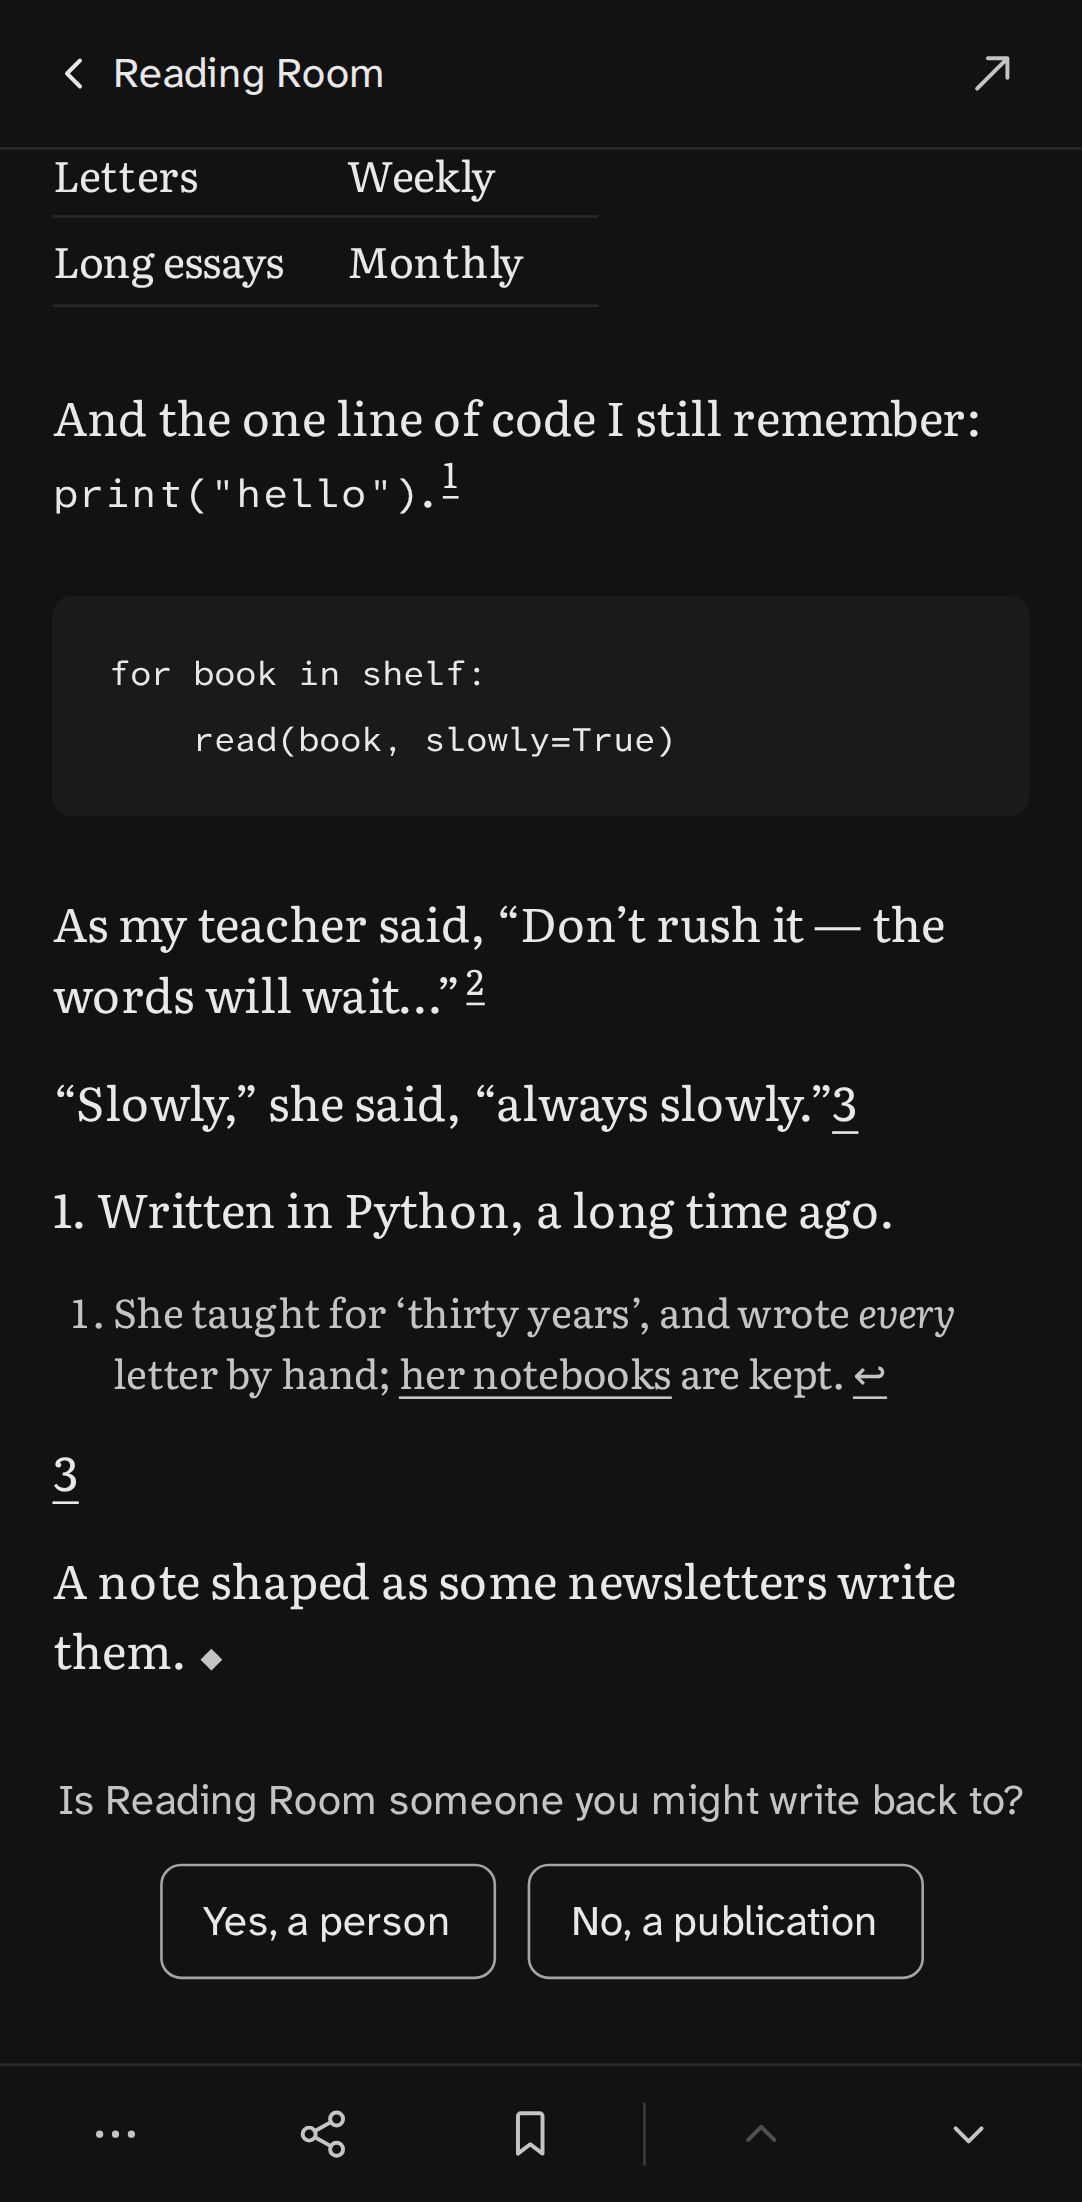 Reading Room
Letters Weekly
Long essays Monthly
And the one line of code I still remember:
print("hello").1
for book in shelf:
    read(book, slowly=True)
As my teacher said, “Don’t rush it — the
words will wait…” 2
“Slowly,” she said, “always slowly.”3
1. Written in Python, a long time ago.
1. She taught for ‘thirty years’, and wrote every
letter by hand; her notebooks are kept. ↩
3
A note shaped as some newsletters write
them. ◆
Is Reading Room someone you might write back to?
Yes, a person No, a publication